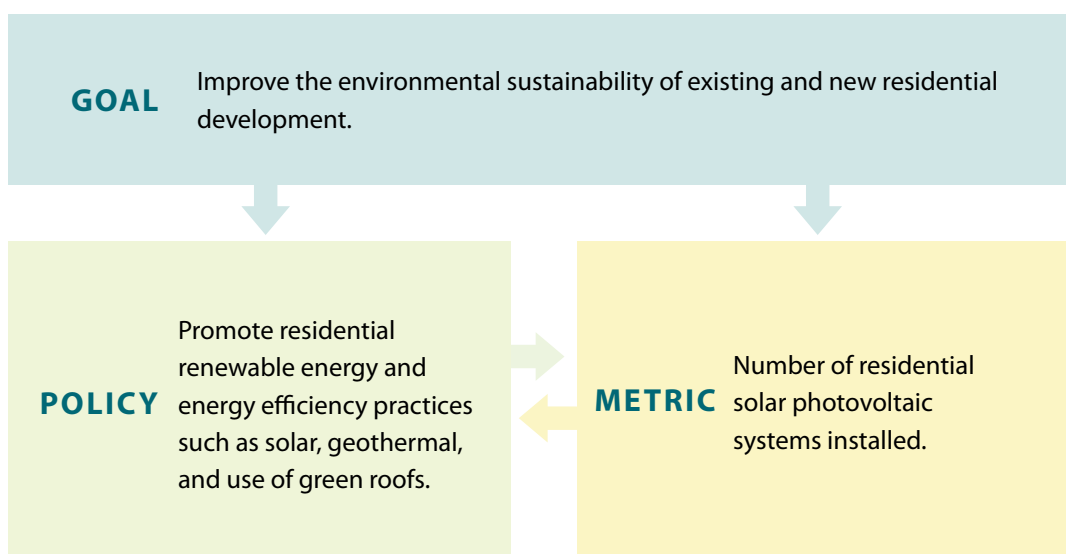 GOAL
Improve the environmental sustainability of existing and new residential
development.
POLICY
Promote residential
renewable energy and
energy efficiency practices
such as solar, geothermal,
and use of green roofs.
METRIC
Number of residential
solar photovoltaic
systems installed.